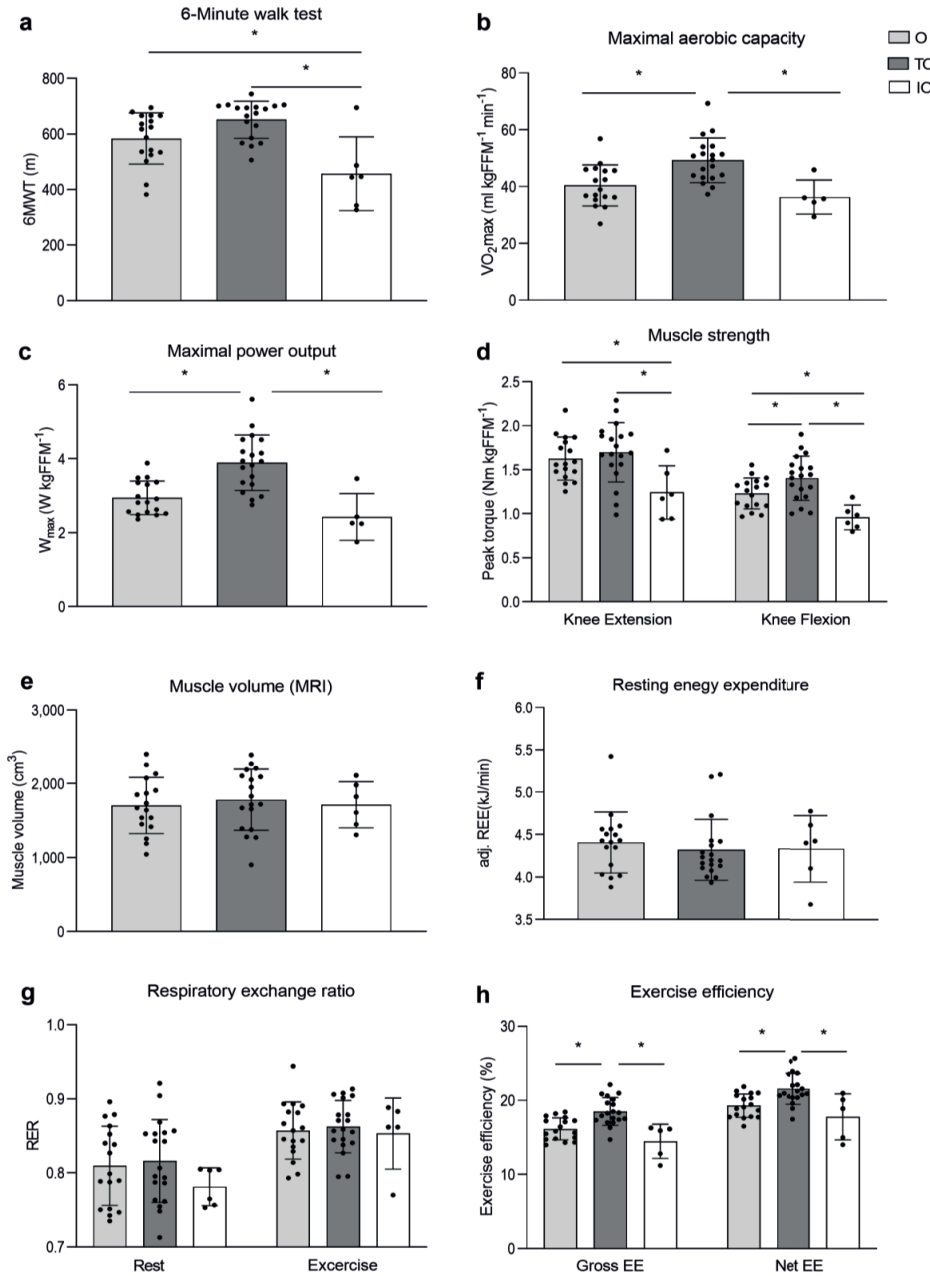 a
6-Minute walk test
*
*
800
600
400
200
0
6MWT (m)
b
Maximal aerobic capacity
*
*
80
60
40
20
0
VO₂max (ml kgFFM⁻¹ min⁻¹)
O
c
Maximal power output
*
*
6
4
2
0
Wmax (W kgFFM⁻¹)
d
Muscle strength
*
*
*
*
*
2.5
2.0
1.5
1.0
0.5
0.0
Peak torque (Nm kgFFM⁻¹)
Knee Extension
Knee Flexion
e
Muscle volume (MRI)
3,000
2,000
1,000
0
Muscle volume (cm³)
f
Resting enegy expenditure
6.0
5.5
5.0
4.5
4.0
3.5
adj. REE(kJ/min)
g
Respiratory exchange ratio
1.0
0.9
0.8
0.7
RER
Rest
Excercise
h
Exercise efficiency
*
*
*
*
30
20
10
0
Exercise efficiency (%)
Gross EE
Net EE